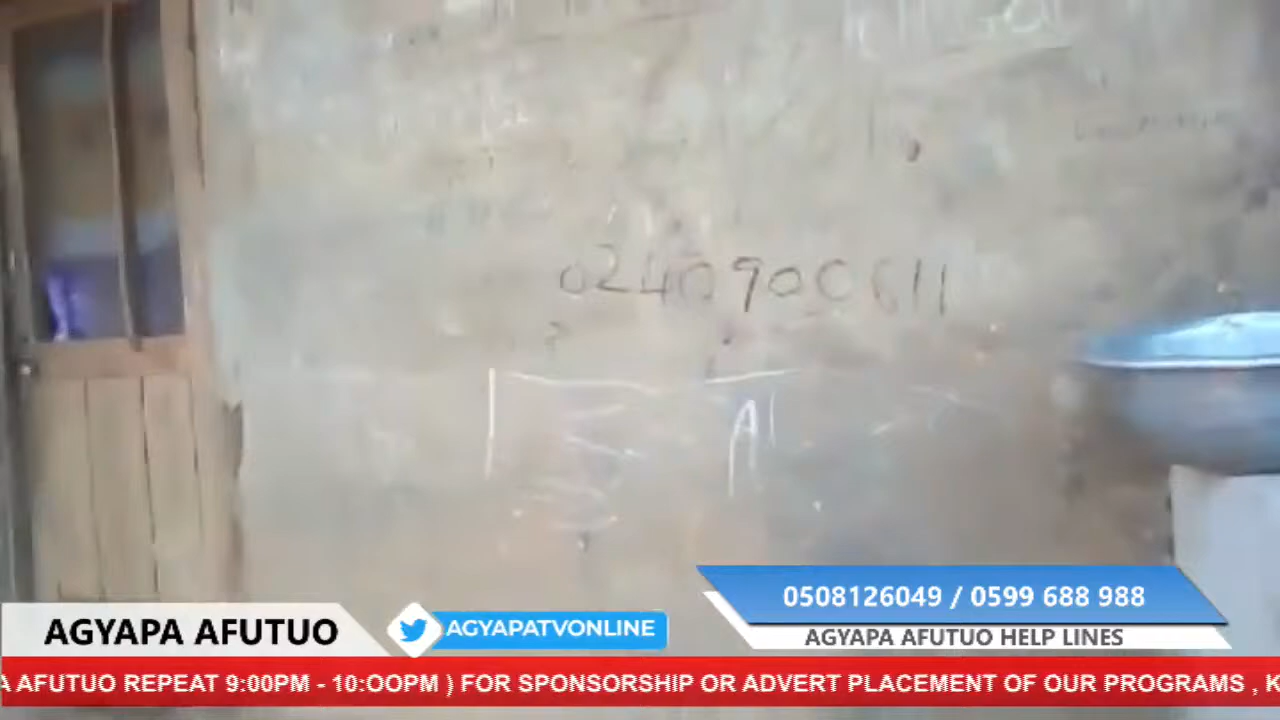 0240900611
A
AGYAPA AFUTUO
AGYAPATVONLINE
0508126049 / 0599 688 988
AGYAPA AFUTUO HELP LINES
A AFUTUO REPEAT 9:00PM - 10:OOPM ) FOR SPONSORSHIP OR ADVERT PLACEMENT OF OUR PROGRAMS , K